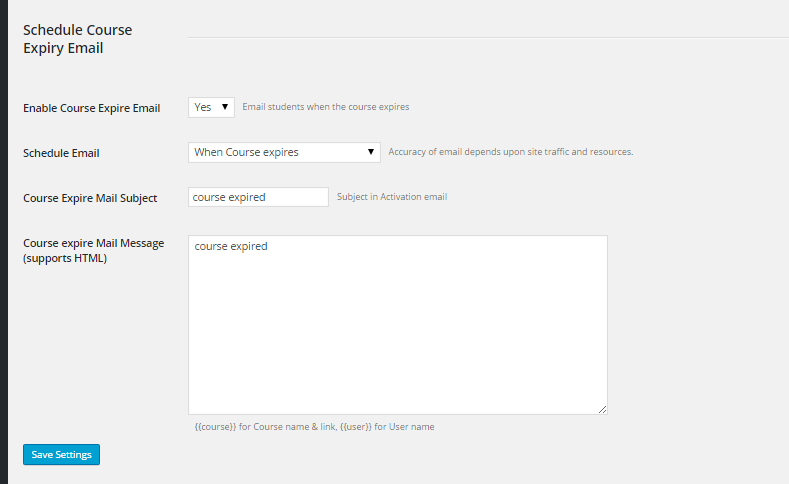 Schedule Course
Expiry Email
Enable Course Expire Email Yes Email students when the course expires
Schedule Email When Course expires Accuracy of email depends upon site traffic and resources.
Course Expire Mail Subject course expired Subject in Activation email
Course expire Mail Message course expired
(supports HTML)
{{course}} for Course name & link, {{user}} for User name
Save Settings